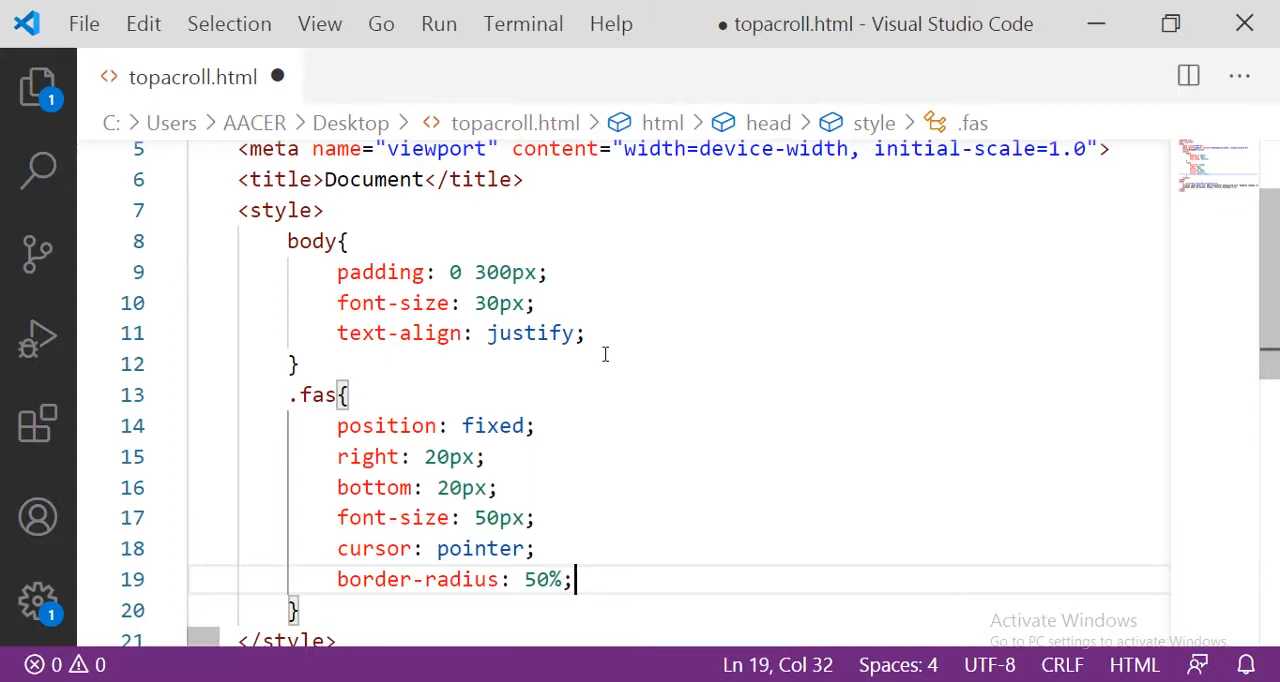 File Edit Selection View Go Run Terminal Help ● topacroll.html - Visual Studio Code
<> topacroll.html ●
C: > Users > AACER > Desktop > <> topacroll.html > html > head > style > .fas
5 <meta name="viewport" content="width=device-width, initial-scale=1.0">
6 <title>Document</title>
7 <style>
8 body{
9 padding: 0 300px;
10 font-size: 30px;
11 text-align: justify;
12 }
13 .fas{
14 position: fixed;
15 right: 20px;
16 bottom: 20px;
17 font-size: 50px;
18 cursor: pointer;
19 border-radius: 50%;
20 }
21 </style>
1
1
Activate Windows
Go to PC settings to activate Windows.
0 0 Ln 19, Col 32 Spaces: 4 UTF-8 CRLF HTML